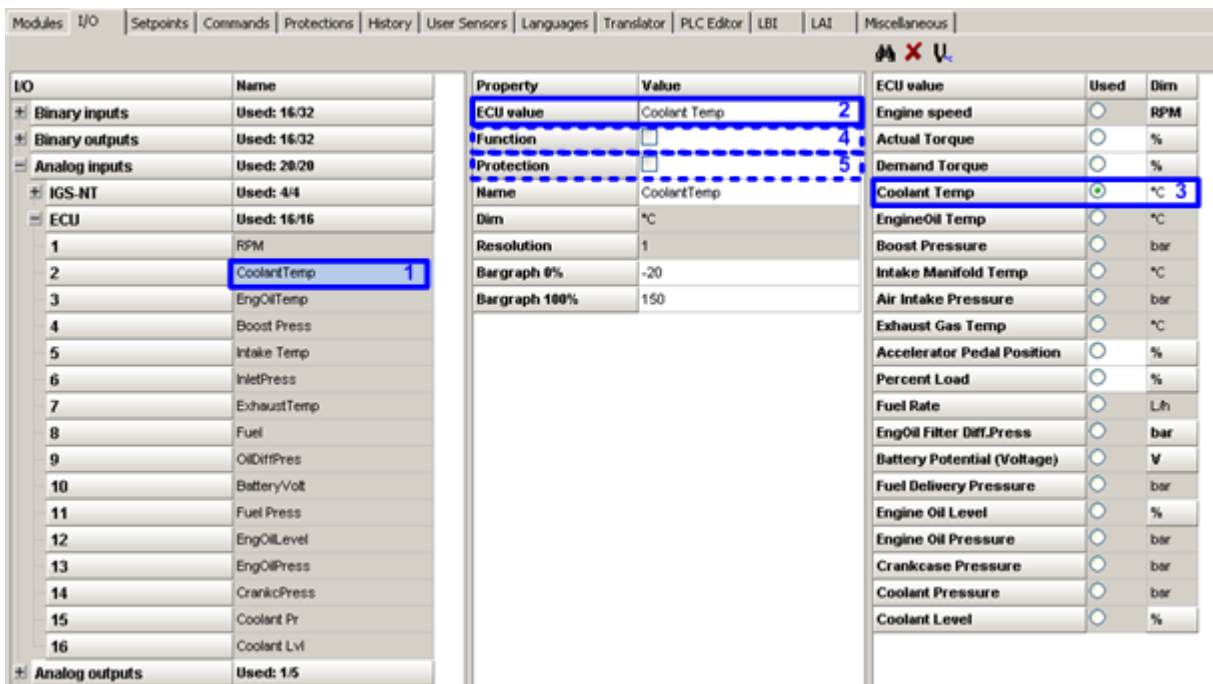 Modules I/O Setpoints Commands Protections History User Sensors Languages Translator PLC Editor LBI LAI Miscellaneous
I/O Name
Binary inputs Used: 16/32
Binary outputs Used: 16/32
Analog inputs Used: 20/20
IGS-NT Used: 4/4
ECU Used: 16/16
1 RPM
2 CoolantTemp 1
3 EngOilTemp
4 Boost Press
5 Intake Temp
6 InletPress
7 ExhaustTemp
8 Fuel
9 OilDiffPres
10 BatteryVolt
11 Fuel Press
12 EngOilLevel
13 EngOilPress
14 CrankcPress
15 Coolant Pr
16 Coolant Lvl
Analog outputs Used: 1/5
Property Value
ECU value Coolant Temp 2
Function 4
Protection 5
Name CoolantTemp
Dim °C
Resolution 1
Bargraph 0% -20
Bargraph 100% 150
ECU value Used Dim
Engine speed RPM
Actual Torque %
Demand Torque %
Coolant Temp °C 3
EngineOil Temp °C
Boost Pressure bar
Intake Manifold Temp °C
Air Intake Pressure bar
Exhaust Gas Temp °C
Accelerator Pedal Position %
Percent Load %
Fuel Rate L/h
EngOil Filter Diff.Press bar
Battery Potential (Voltage) V
Fuel Delivery Pressure bar
Engine Oil Level %
Engine Oil Pressure bar
Crankcase Pressure bar
Coolant Pressure bar
Coolant Level %